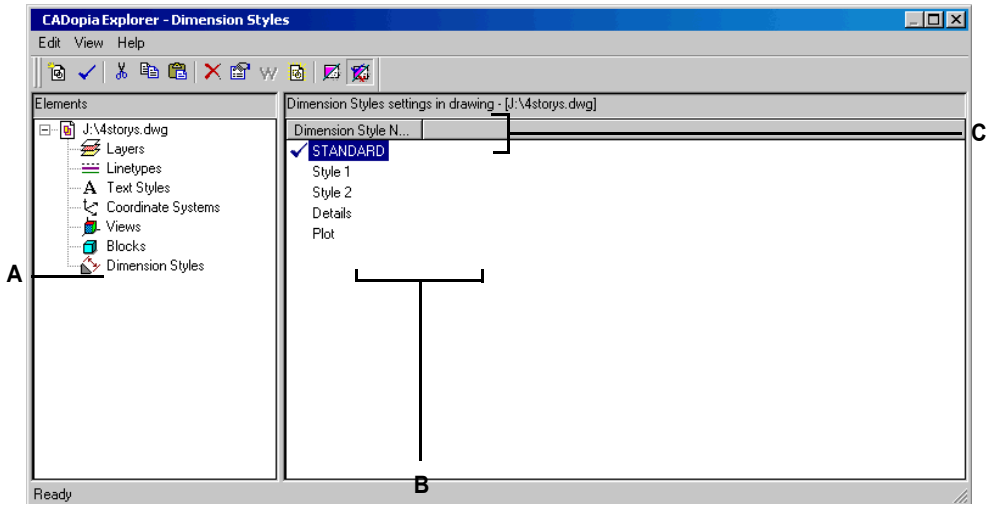 CADopia Explorer - Dimension Styles
Edit View Help
Elements
Dimension Styles settings in drawing - [J:\4storys.dwg]
J:\4storys.dwg
Dimension Style N...
C
Layers
STANDARD
Linetypes
Style 1
A Text Styles
Style 2
Coordinate Systems
Details
Views
Plot
Blocks
Dimension Styles
A
B
Ready